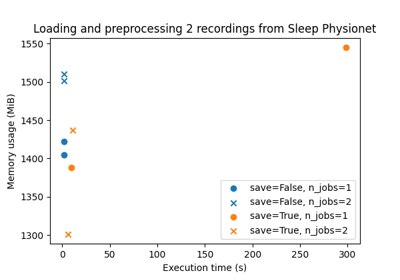 Loading and preprocessing 2 recordings from Sleep Physionet
1550
1500
1450
1400
1350
1300
Memory usage (MiB)
save=False, n_jobs=1
save=False, n_jobs=2
save=True, n_jobs=1
save=True, n_jobs=2
0 50 100 150 200 250 300
Execution time (s)